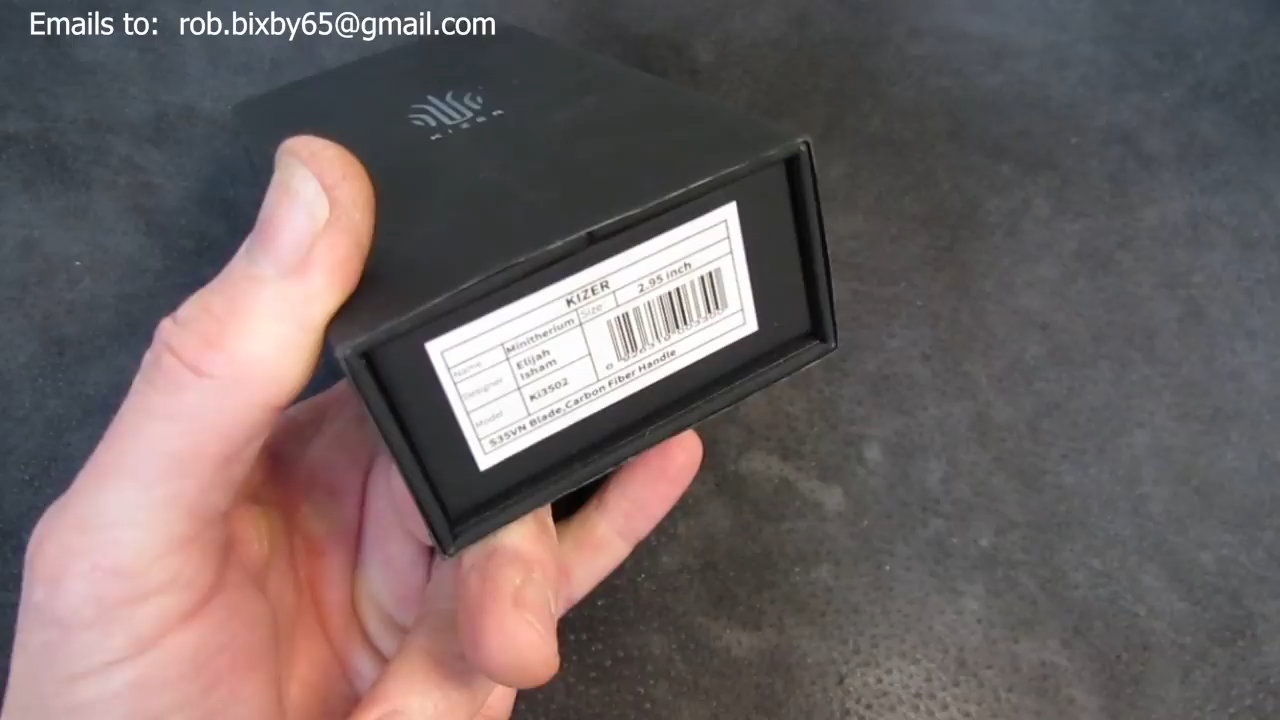 Emails to: rob.bixby65@gmail.com
KIZER
KIZER
Name Minitherium Size 2.95 inch
Designer Elijah Isham
Model Ki3502
S35VN Blade,Carbon Fiber Handle